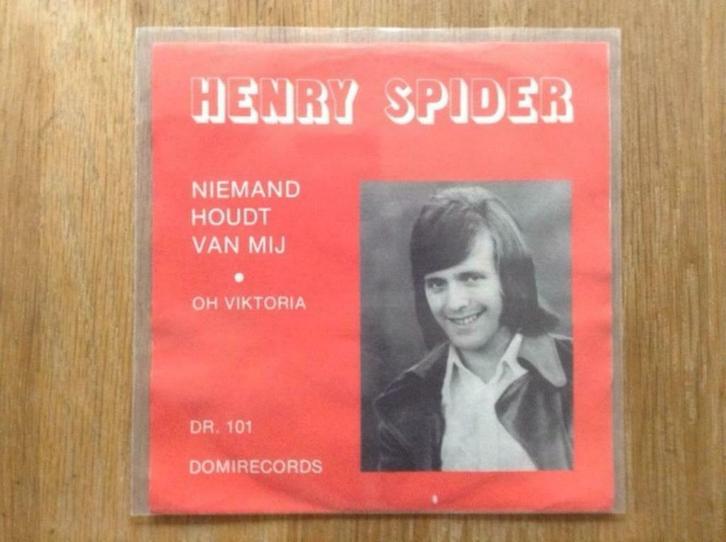 HENRY SPIDER
NIEMAND
HOUDT
VAN MIJ
•
OH VIKTORIA
DR. 101
DOMIRECORDS